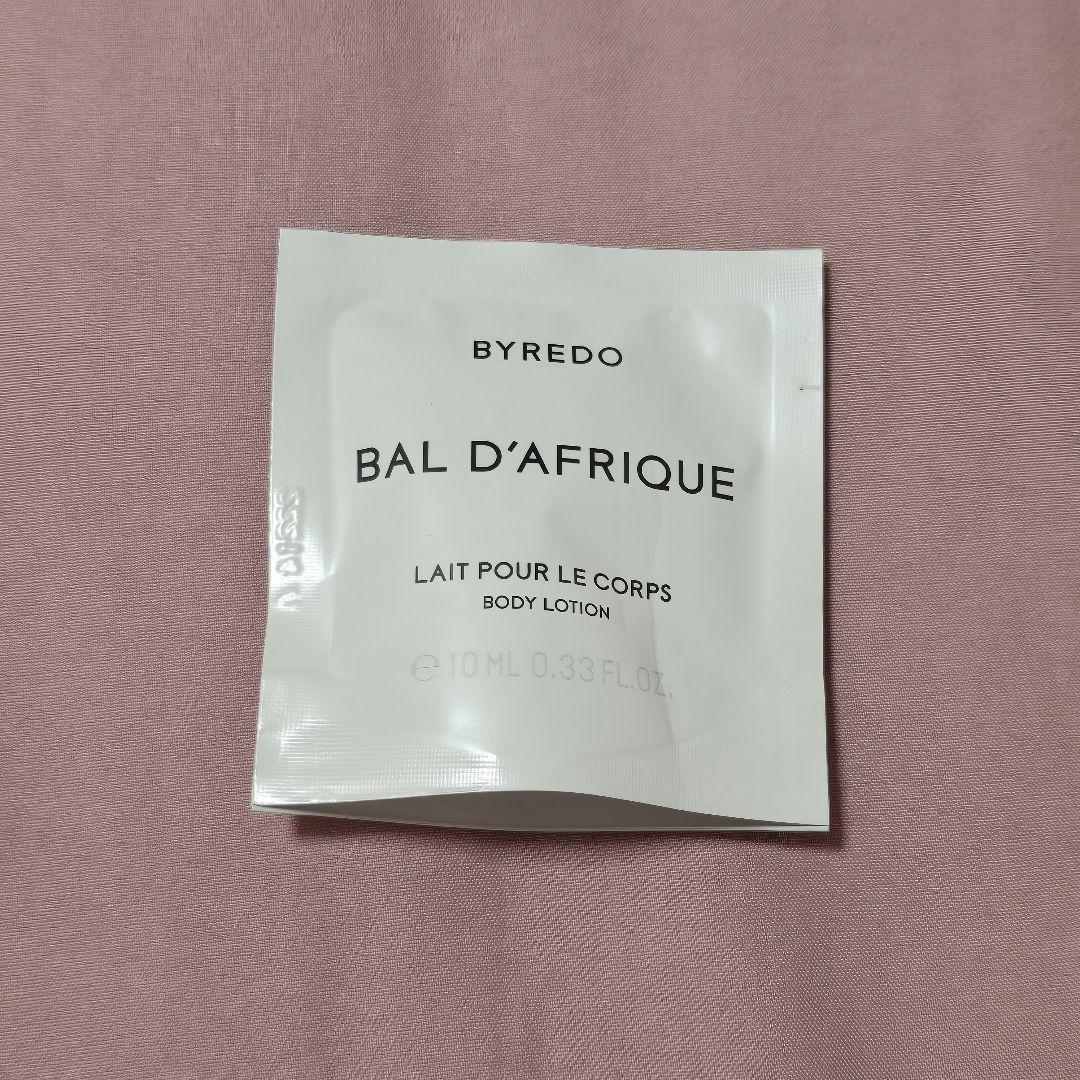 BYREDO
BAL D'AFRIQUE
LAIT POUR LE CORPS
BODY LOTION
℮ 10 ML 0.33 FL.OZ.